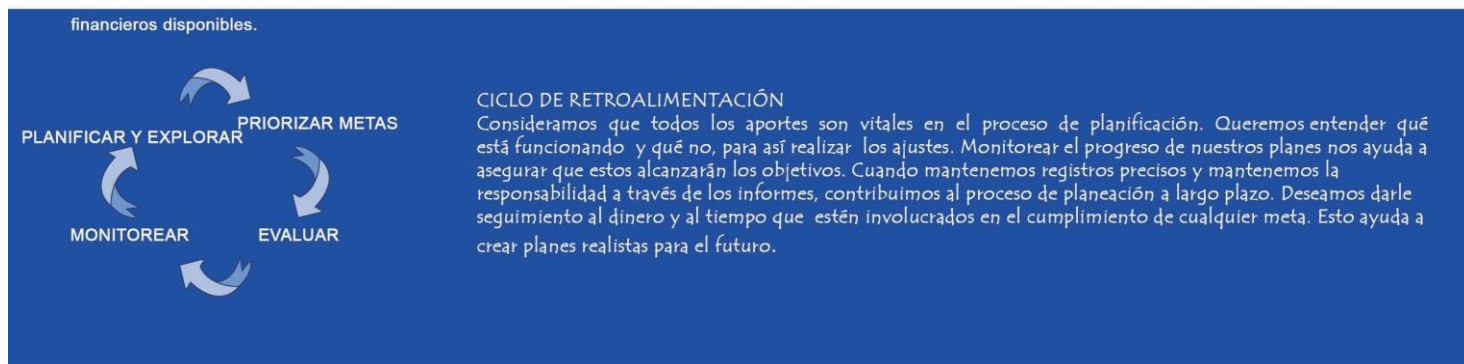 financieros disponibles.
PLANIFICAR Y EXPLORAR
PRIORIZAR METAS
MONITOREAR
EVALUAR
CICLO DE RETROALIMENTACIÓN
Consideramos que todos los aportes son vitales en el proceso de planificación. Queremos entender qué
está funcionando y qué no, para así realizar los ajustes. Monitorear el progreso de nuestros planes nos ayuda a
asegurar que estos alcanzarán los objetivos. Cuando mantenemos registros precisos y mantenemos la
responsabilidad a través de los informes, contribuimos al proceso de planeación a largo plazo. Deseamos darle
seguimiento al dinero y al tiempo que estén involucrados en el cumplimiento de cualquier meta. Esto ayuda a
crear planes realistas para el futuro.